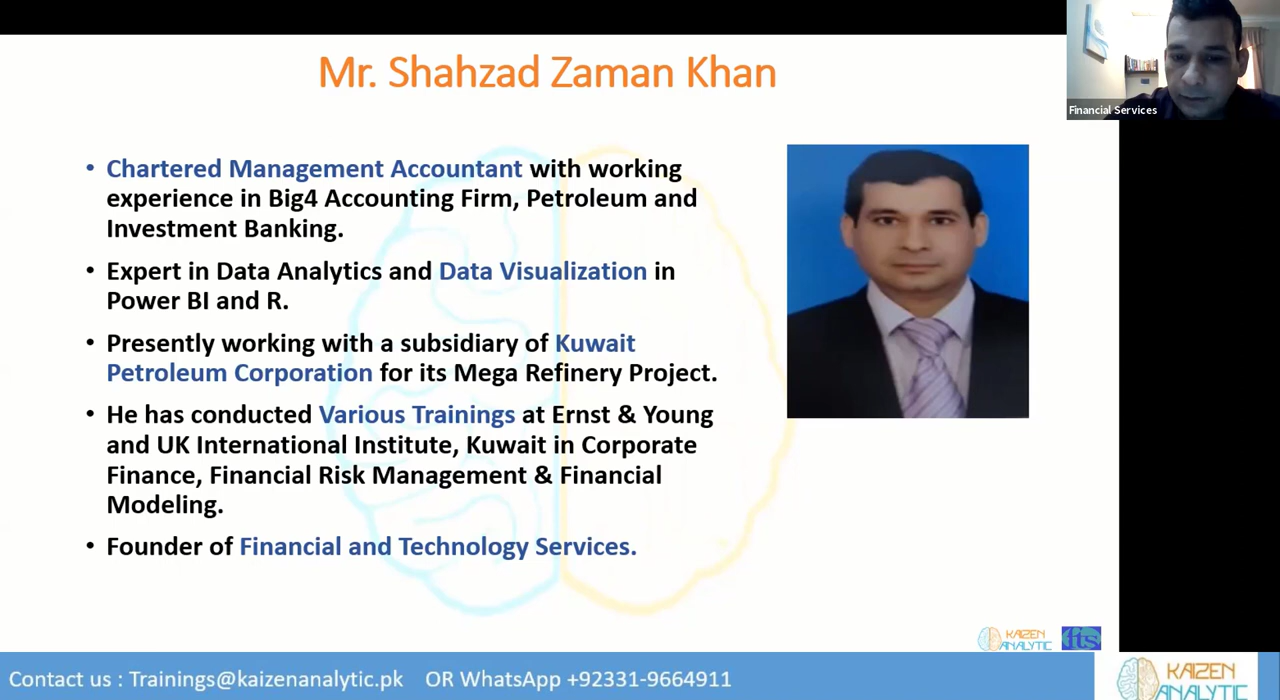 Mr. Shahzad Zaman Khan
Financial Services
• Chartered Management Accountant with working
experience in Big4 Accounting Firm, Petroleum and
Investment Banking.
• Expert in Data Analytics and Data Visualization in
Power BI and R.
• Presently working with a subsidiary of Kuwait
Petroleum Corporation for its Mega Refinery Project.
• He has conducted Various Trainings at Ernst & Young
and UK International Institute, Kuwait in Corporate
Finance, Financial Risk Management & Financial
Modeling.
• Founder of Financial and Technology Services.
KAIZEN
ANALYTIC
fts
Contact us : Trainings@kaizenanalytic.pk OR WhatsApp +92331-9664911
KAIZEN
ANALYTIC